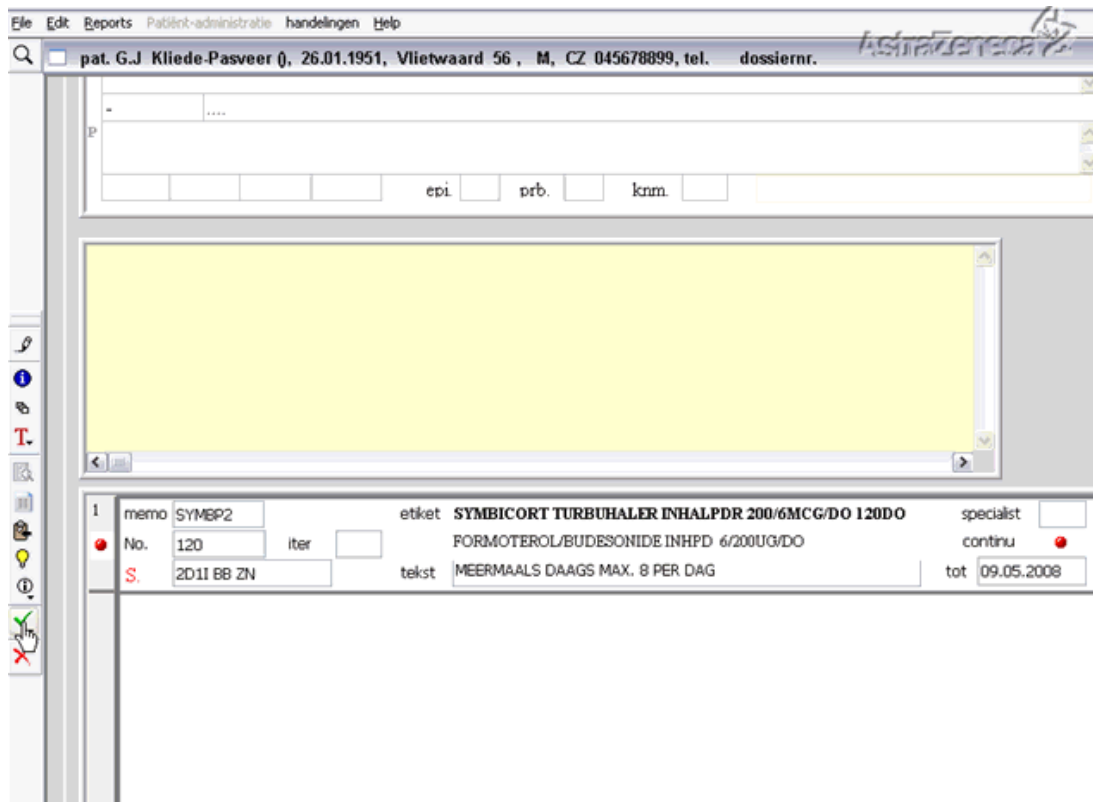 File Edit Reports Patiënt-administratie handelingen Help
AstraZeneca
pat. G.J Kliede-Pasveer (), 26.01.1951, Vlietwaard 56 , M, CZ 045678899, tel. dossiernr.
- ....
P
epi. prb. knm.
1 memo SYMBP2 etiket SYMBICORT TURBUHALER INHALPDR 200/6MCG/DO 120DO specialist
No. 120 iter FORMOTEROL/BUDESONIDE INHPD 6/200UG/DO continu
S. 2D1I BB ZN tekst MEERMAALS DAAGS MAX. 8 PER DAG tot 09.05.2008
T.